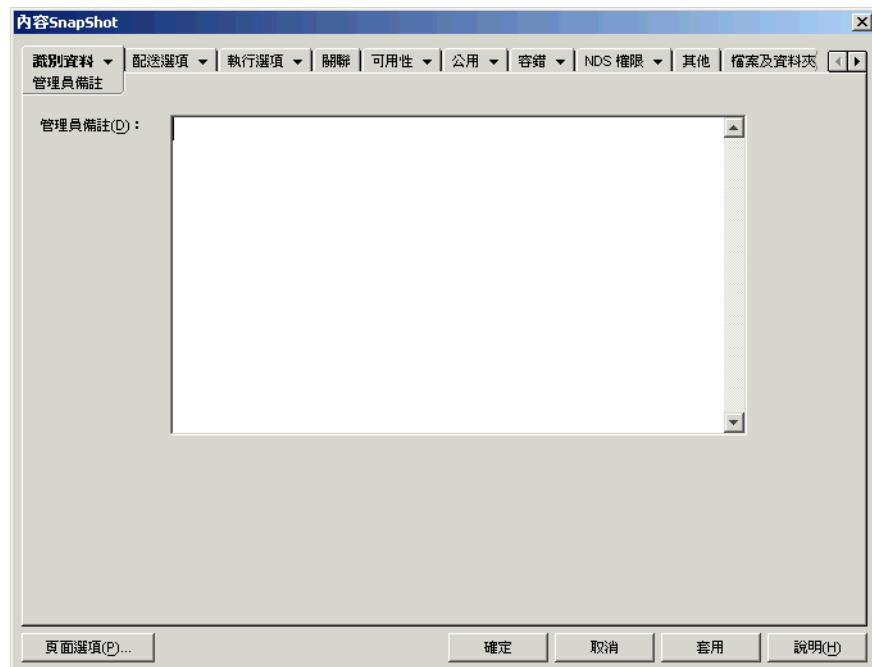 內容SnapShot
識別資料 配送選項 執行選項 關聯 可用性 公用 容錯 NDS 權限 其他 檔案及資料夾
管理員備註
管理員備註(D)：
頁面選項(P)... 確定 取消 套用 說明(H)